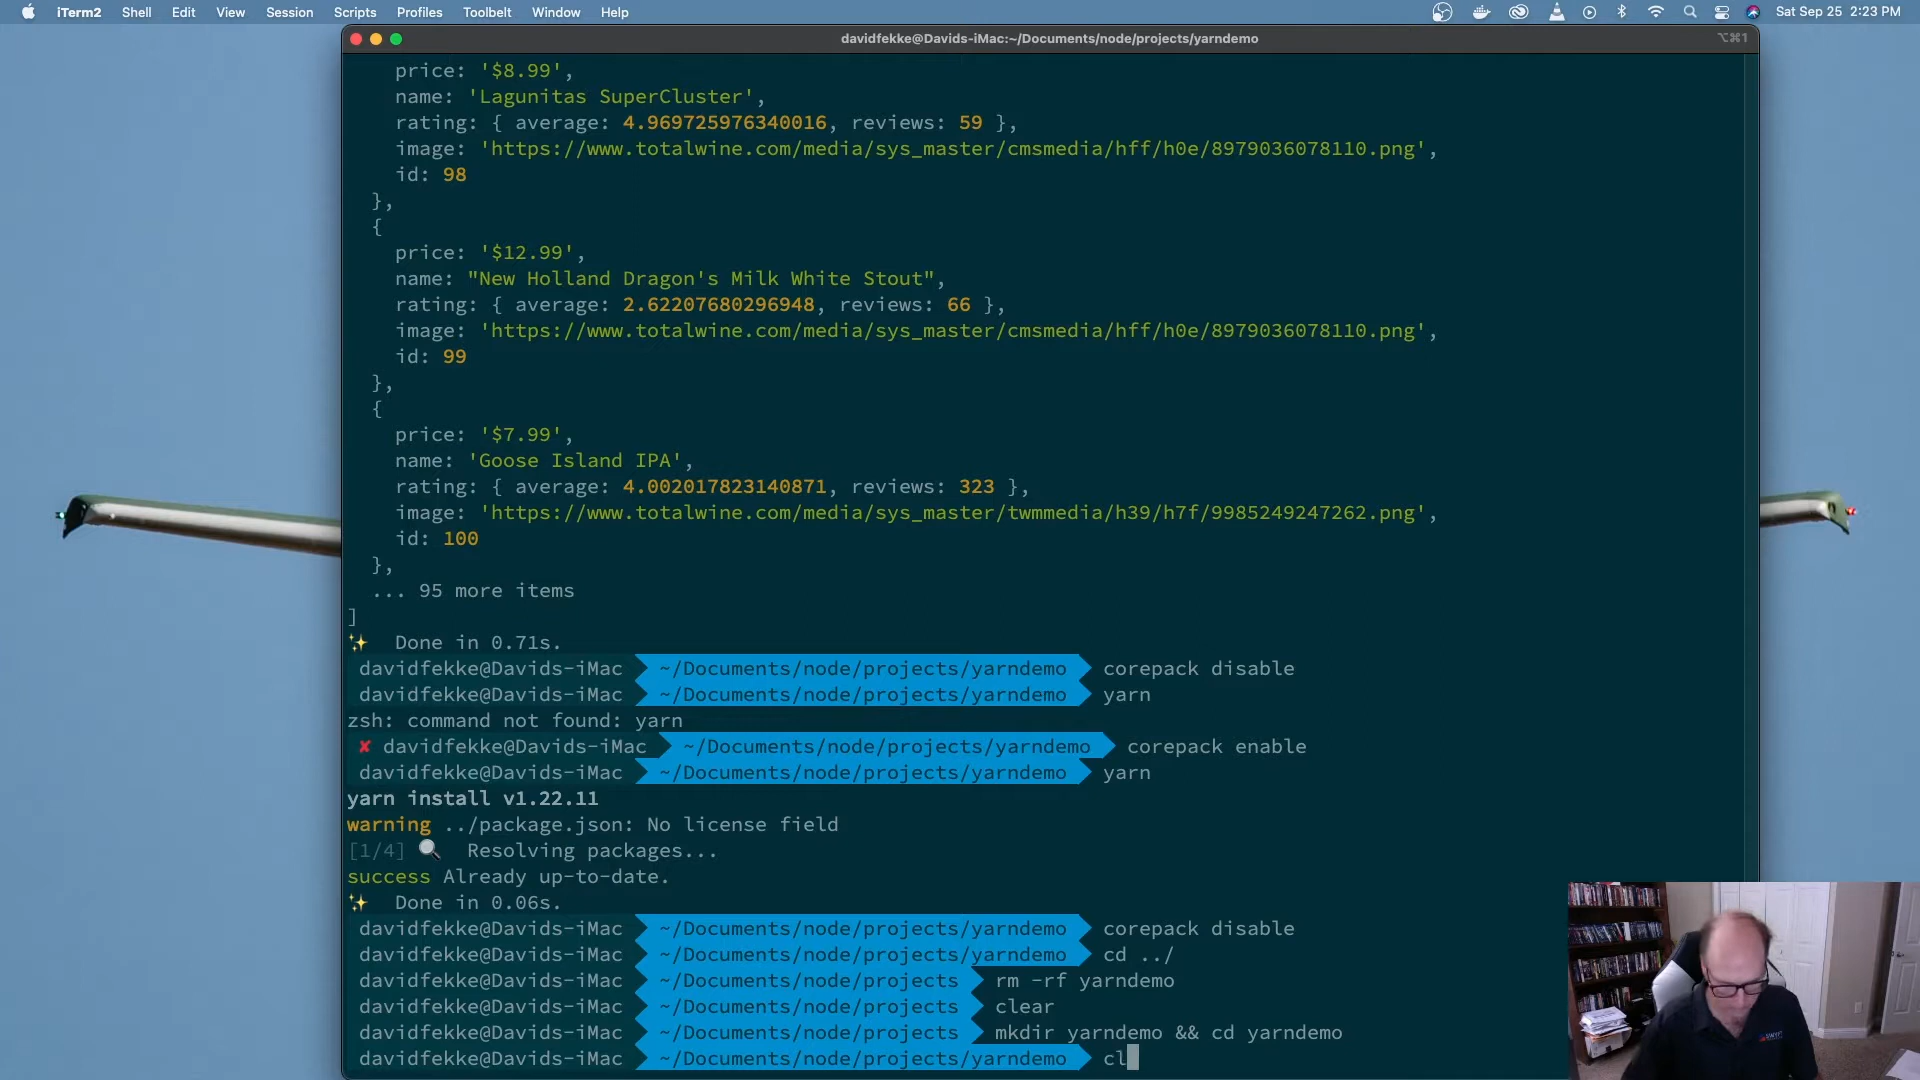 iTerm2 Shell Edit View Session Scripts Profiles Toolbelt Window Help Sat Sep 25 2:23 PM
davidfekke@Davids-iMac:~/Documents/node/projects/yarndemo ⌥⌘1
price: '$8.99',
name: 'Lagunitas SuperCluster',
rating: { average: 4.969725976340016, reviews: 59 },
image: 'https://www.totalwine.com/media/sys_master/cmsmedia/hff/h0e/8979036078110.png',
id: 98
},
{
price: '$12.99',
name: "New Holland Dragon's Milk White Stout",
rating: { average: 2.62207680296948, reviews: 66 },
image: 'https://www.totalwine.com/media/sys_master/cmsmedia/hff/h0e/8979036078110.png',
id: 99
},
{
price: '$7.99',
name: 'Goose Island IPA',
rating: { average: 4.002017823140871, reviews: 323 },
image: 'https://www.totalwine.com/media/sys_master/twmmedia/h39/h7f/9985249247262.png',
id: 100
},
... 95 more items
]
✨ Done in 0.71s.
davidfekke@Davids-iMac ~/Documents/node/projects/yarndemo corepack disable
davidfekke@Davids-iMac ~/Documents/node/projects/yarndemo yarn
zsh: command not found: yarn
✘ davidfekke@Davids-iMac ~/Documents/node/projects/yarndemo corepack enable
davidfekke@Davids-iMac ~/Documents/node/projects/yarndemo yarn
yarn install v1.22.11
warning ../package.json: No license field
[1/4] 🔍 Resolving packages...
success Already up-to-date.
✨ Done in 0.06s.
davidfekke@Davids-iMac ~/Documents/node/projects/yarndemo corepack disable
davidfekke@Davids-iMac ~/Documents/node/projects/yarndemo cd ../
davidfekke@Davids-iMac ~/Documents/node/projects rm -rf yarndemo
davidfekke@Davids-iMac ~/Documents/node/projects clear
davidfekke@Davids-iMac ~/Documents/node/projects mkdir yarndemo && cd yarndemo
davidfekke@Davids-iMac ~/Documents/node/projects/yarndemo cl